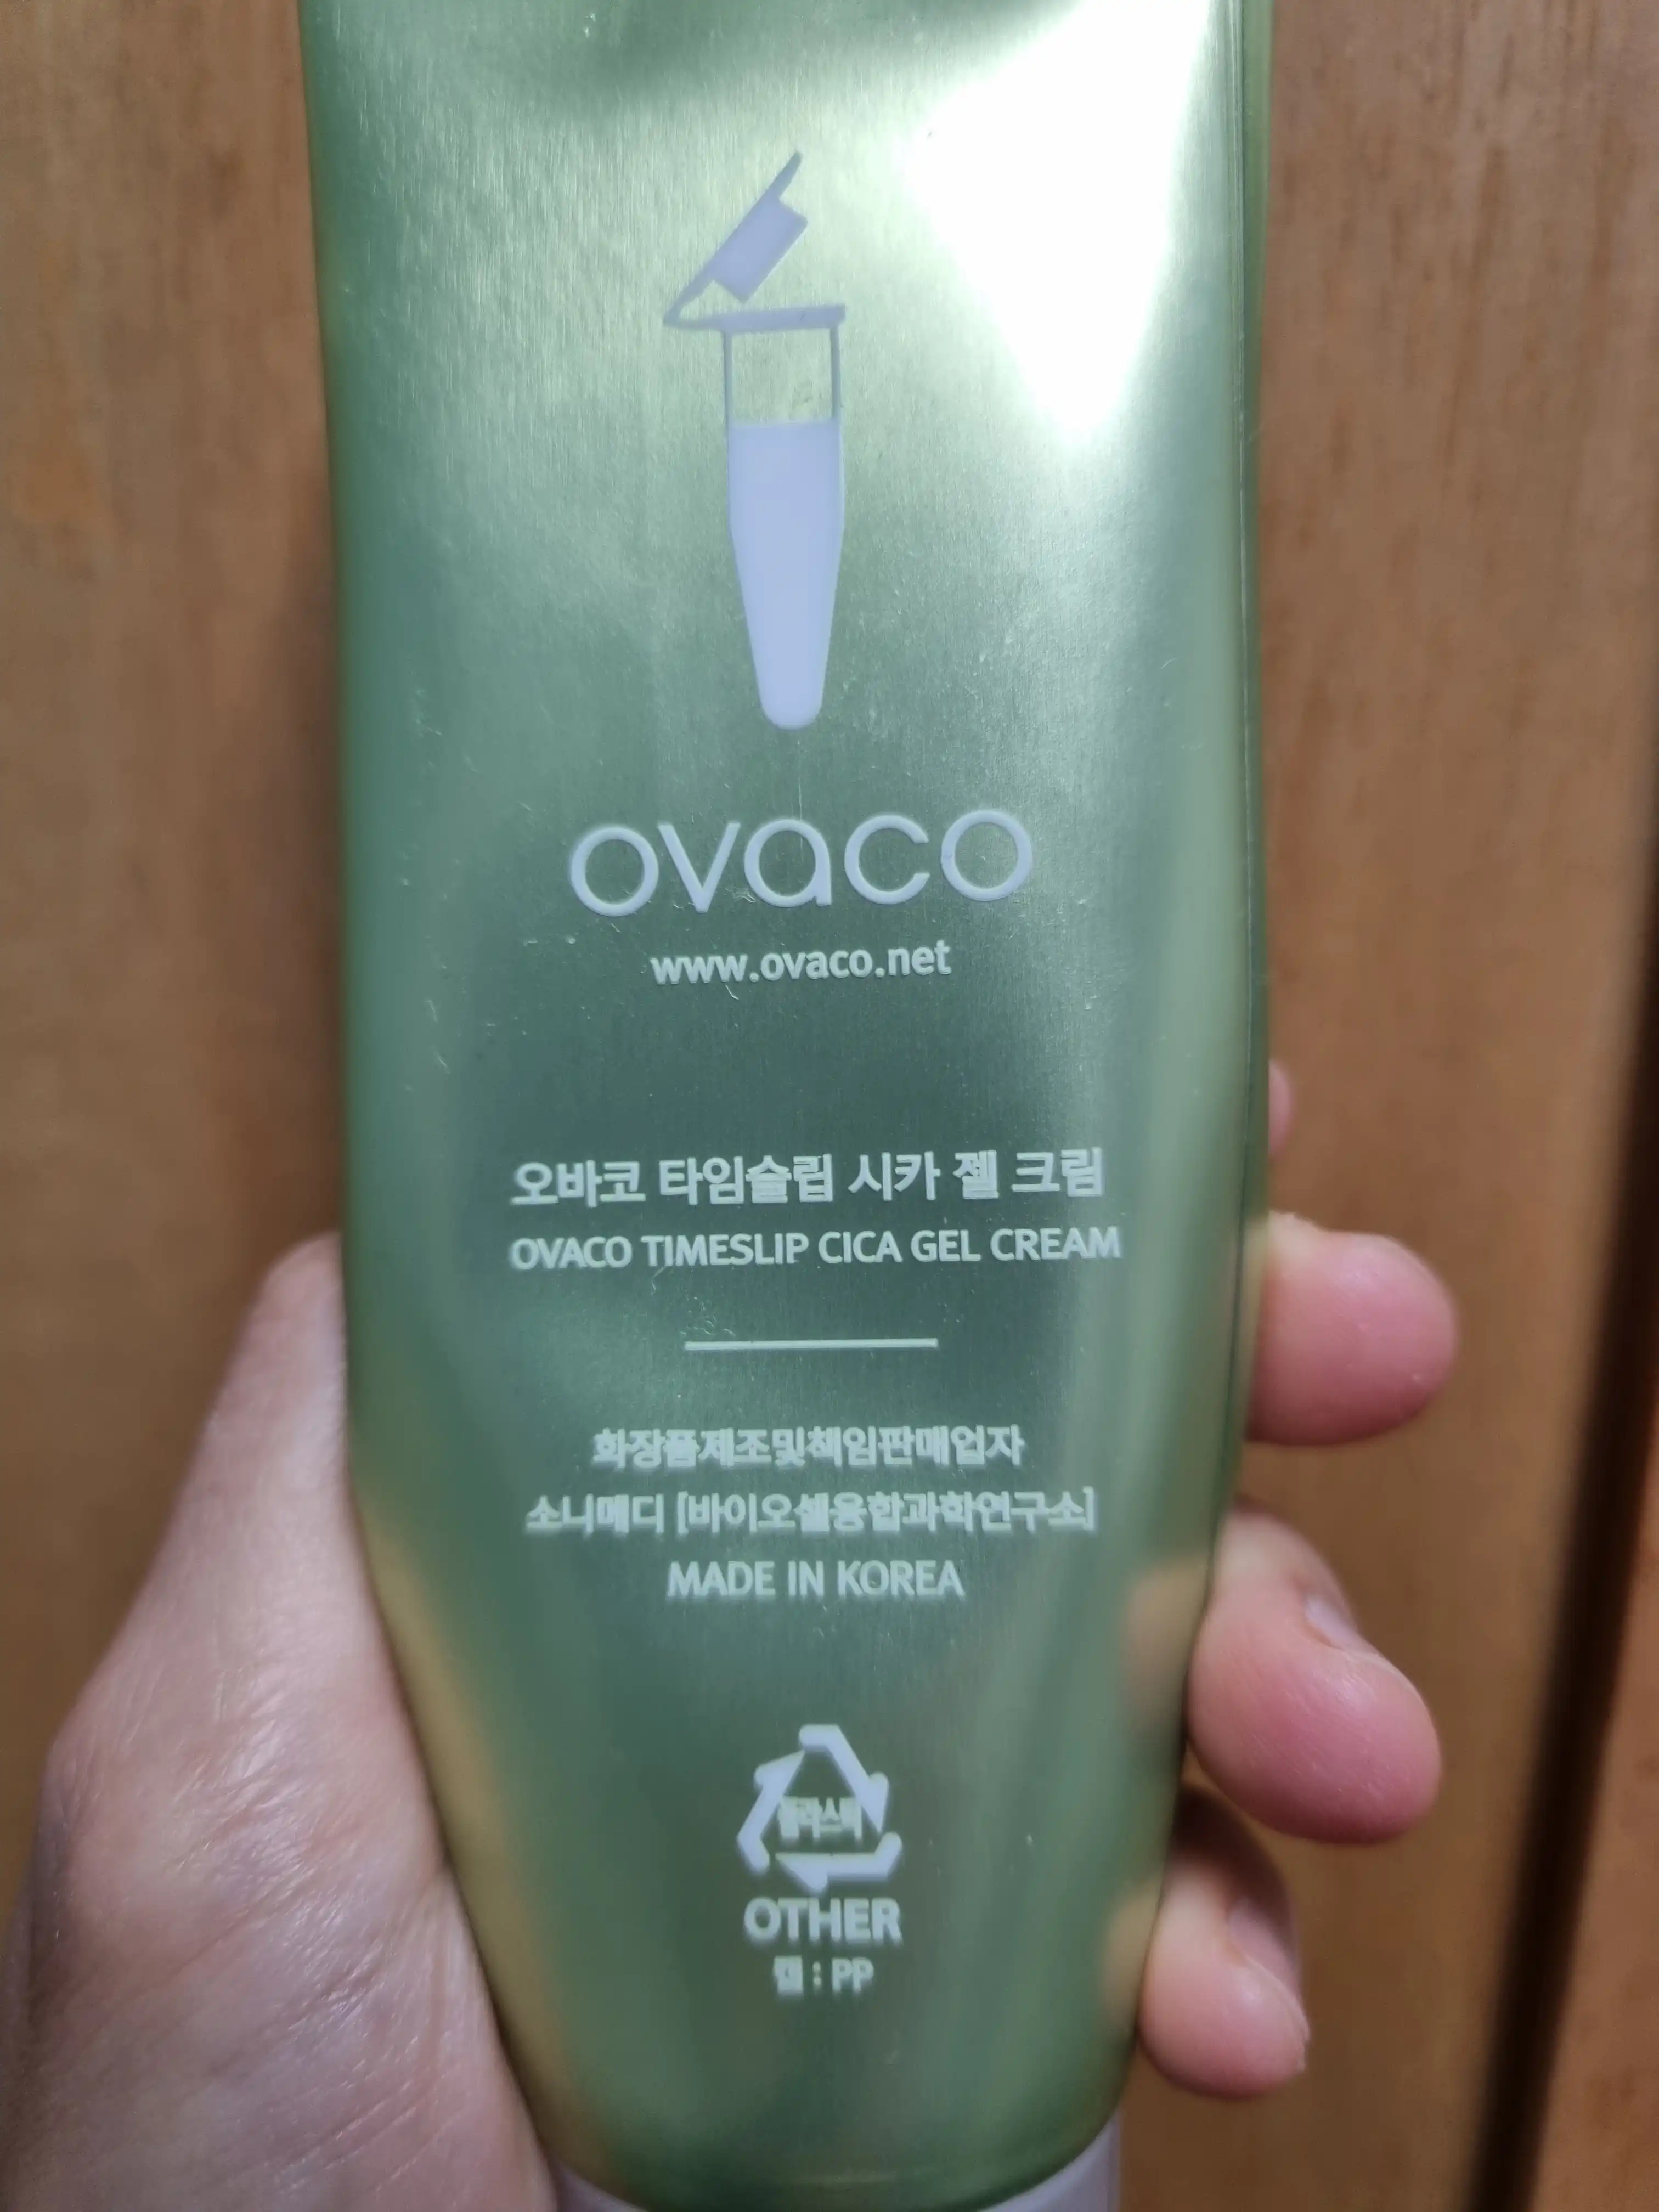 ovaco
www.ovaco.net
오바코 타임슬립 시카 젤 크림
OVACO TIMESLIP CICA GEL CREAM
화장품제조및책임판매업자
소니메디 [바이오셀융합과학연구소]
MADE IN KOREA
플라스틱
OTHER
캡 : PP